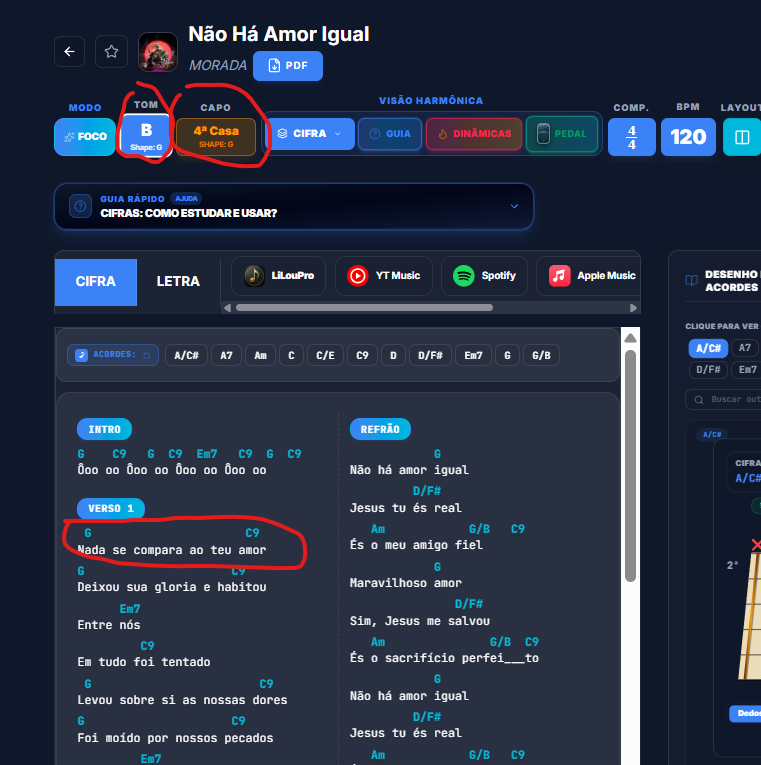 Não Há Amor Igual
MORADA
PDF
MODO
FOCO
TOM
B
Shape: G
CAPO
4ª Casa
SHAPE: G
VISÃO HARMÔNICA
CIFRA
GUIA
DINÂMICAS
PEDAL
COMP.
4
4
BPM
120
LAYOUT
GUIA RÁPIDO AJUDA
CIFRAS: COMO ESTUDAR E USAR?
CIFRA
LETRA
LiLouPro
YT Music
Spotify
Apple Music
ACORDES: A/C# A7 Am C C/E C9 D D/F# Em7 G G/B
INTRO
G C9 G C9 Em7 C9 G C9
Ôoo oo Ôoo oo Ôoo oo Ôoo oo
VERSO 1
G C9
Nada se compara ao teu amor
G C9
Deixou sua gloria e habitou
Em7
Entre nós
C9
Em tudo foi tentado
G C9
Levou sobre si as nossas dores
G C9
Foi moído por nossos pecados
Em7
REFRÃO
G
Não há amor igual
D/F#
Jesus tu és real
Am G/B C9
És o meu amigo fiel
G
Maravilhoso amor
D/F#
Sim, Jesus me salvou
Am G/B C9
És o sacrifício perfei___to
G
Não há amor igual
D/F#
Jesus tu és real
Am G/B C9
DESENHO
ACORDES
CLIQUE PARA VER
A/C# A7
D/F# Em7
Buscar out
A/C#
CIFRA
A/C#
2ª
Dedo